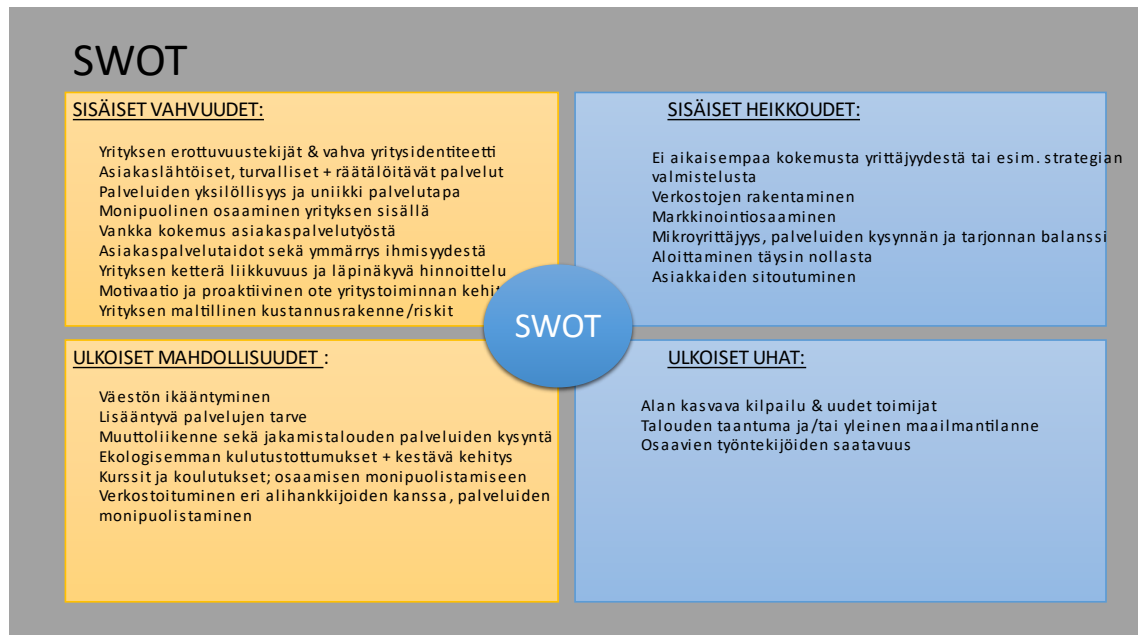 SWOT
SISÄISET VAHVUUDET:
Yrityksen erottuvuustekijät & vahva yritysidentiteetti
Asiakaslähtöiset, turvalliset + räätälöitävät palvelut
Palveluiden yksilöllisyys ja uniikki palvelutapa
Monipuolinen osaaminen yrityksen sisällä
Vankka kokemus asiakaspalvelutyöstä
Asiakaspalvelutaidot sekä ymmärrys ihmisyydestä
Yrityksen ketterä liikkuvuus ja läpinäkyvä hinnoittelu
Motivaatio ja proaktiivinen ote yritystoiminnan
Yrityksen maltillinen kustannusrakenne/riskit
SISÄISET HEIKKOUDET:
Ei aikaisempaa kokemusta yrittäjyydestä tai esim. strategian
valmistelusta
Verkostojen rakentaminen
Markkinointiosaaminen
Mikroyrittäjyys, palveluiden kysynnän ja tarjonnan balanssi
Aloittaminen täysin nollasta
Asiakkaiden sitoutuminen
SWOT
ULKOISET MAHDOLLISUUDET :
Väestön ikääntyminen
Lisääntyvä palvelujen tarve
Muuttoliikenne sekä jakamistalouden palveluiden kysyntä
Ekologisemman kulutustottumukset + kestävä kehitys
Kurssit ja koulutukset; osaamisen monipuolistamiseen
Verkostoituminen eri alihankkijoiden kanssa, palveluiden
monipuolistaminen
ULKOISET UHAT:
Alan kasvava kilpailu & uudet toimijat
Talouden taantuma ja/tai yleinen maailmantilanne
Osaavien työntekijöiden saatavuus